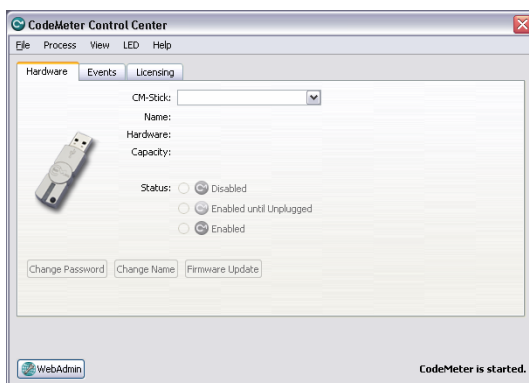 CodeMeter Control Center
File Process View LED Help
Hardware Events Licensing
CM-Stick:
Name:
Hardware:
Capacity:
Status: Disabled
Enabled until Unplugged
Enabled
Change Password Change Name Firmware Update
WebAdmin CodeMeter is started.